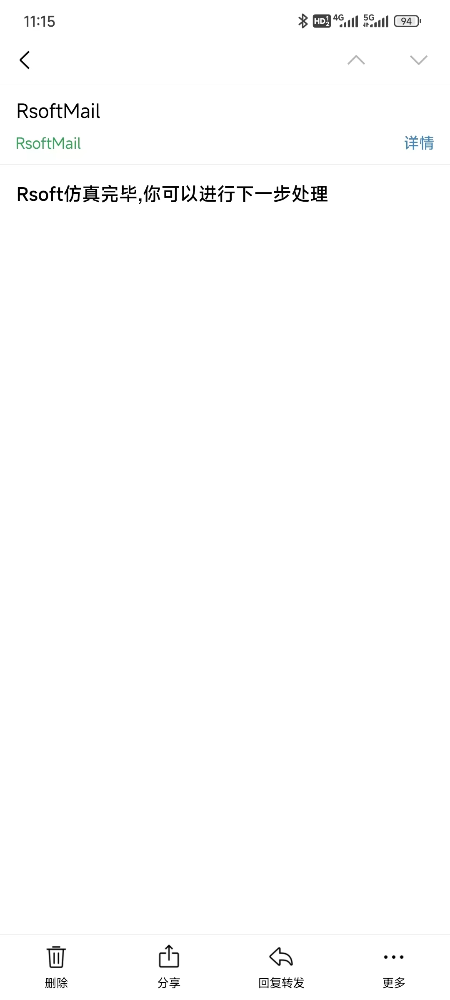 11:15 HD 1 2 4G 5G 94
RsoftMail
RsoftMail 详情
Rsoft仿真完毕,你可以进行下一步处理
删除 分享 回复转发 更多